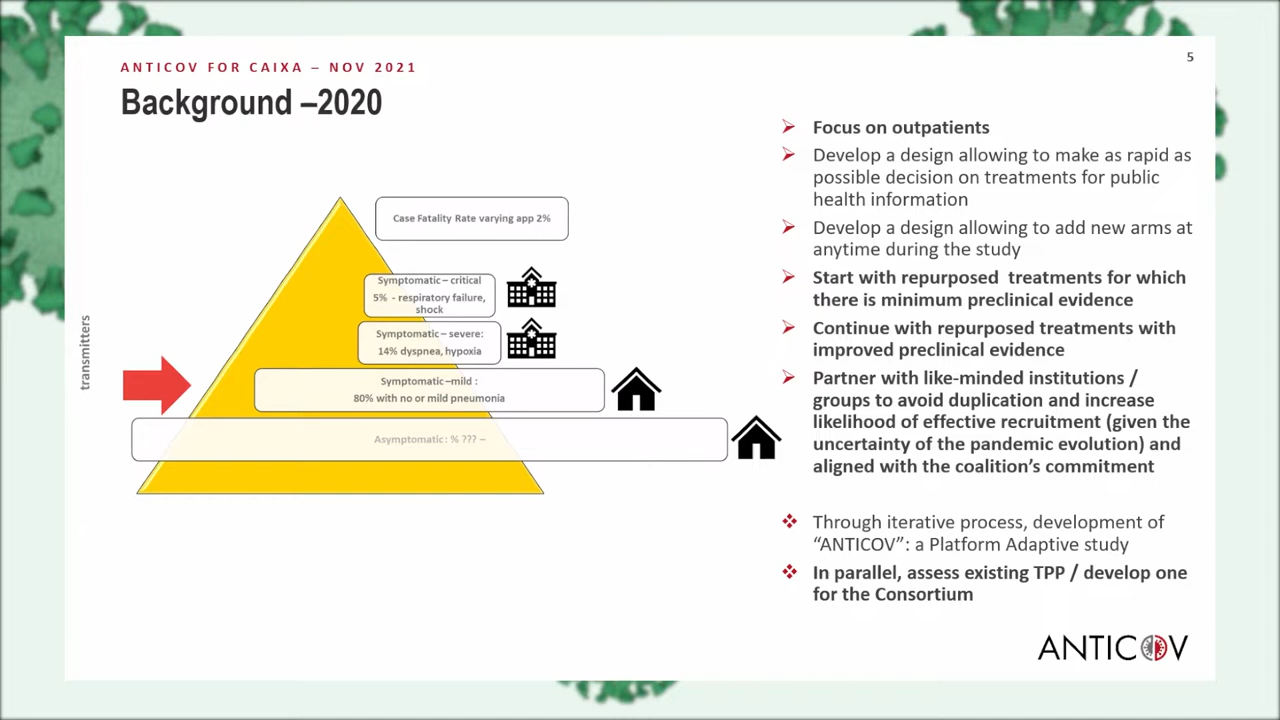 5
ANTICOV FOR CAIXA – NOV 2021
Background –2020
Case Fatality Rate varying app 2%
Symptomatic – critical
5% - respiratory failure,
shock
Symptomatic – severe:
14% dyspnea, hypoxia
Symptomatic –mild :
80% with no or mild pneumonia
Asymptomatic: % ??? –
transmitters
Focus on outpatients
Develop a design allowing to make as rapid as
possible decision on treatments for public
health information
Develop a design allowing to add new arms at
anytime during the study
Start with repurposed treatments for which
there is minimum preclinical evidence
Continue with repurposed treatments with
improved preclinical evidence
Partner with like-minded institutions /
groups to avoid duplication and increase
likelihood of effective recruitment (given the
uncertainty of the pandemic evolution) and
aligned with the coalition’s commitment
Through iterative process, development of
“ANTICOV”: a Platform Adaptive study
In parallel, assess existing TPP / develop one
for the Consortium
ANTICOV